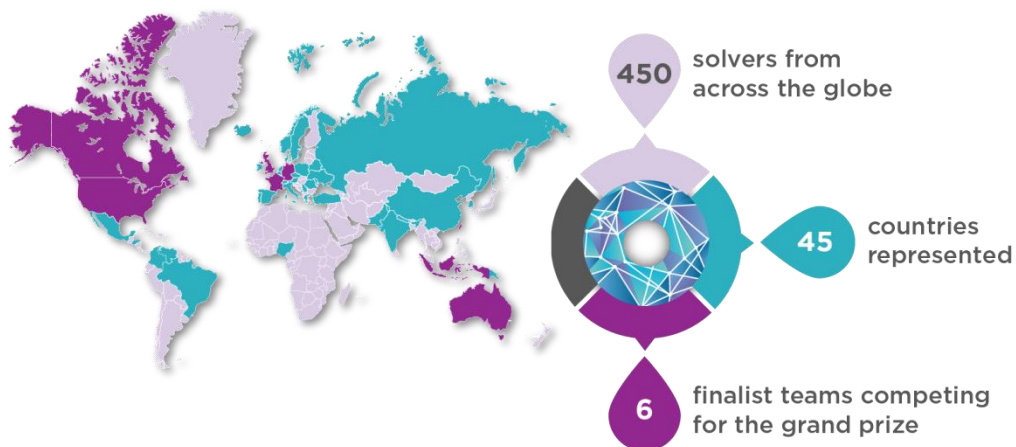 450
solvers from
across the globe
45
countries
represented
6
finalist teams competing
for the grand prize